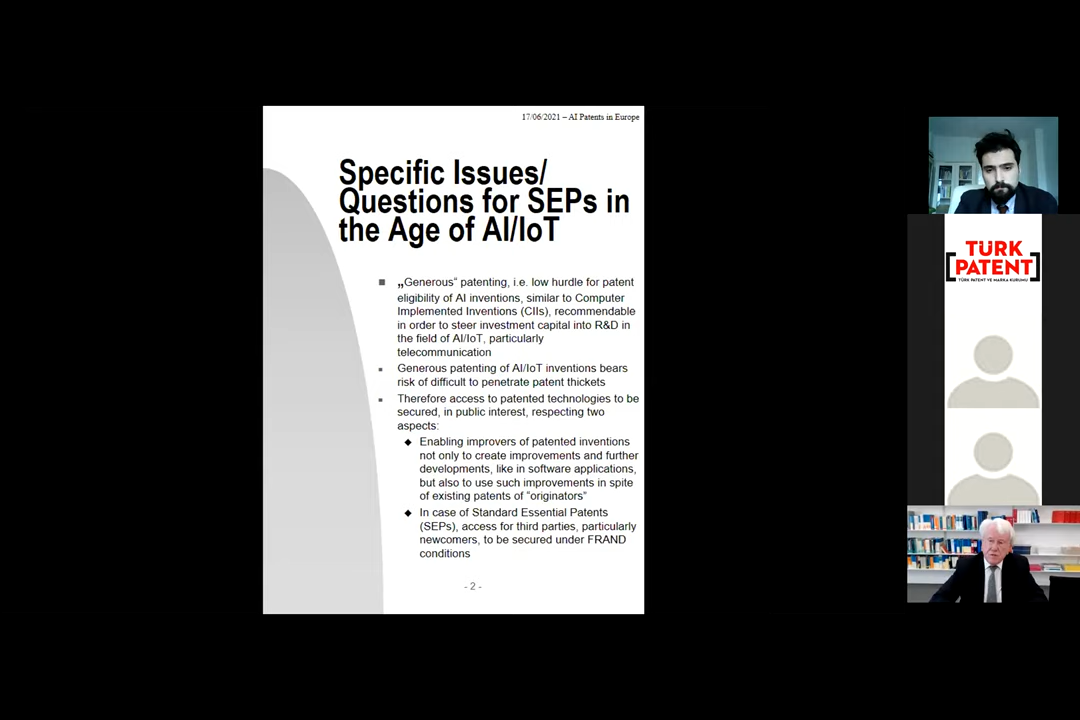 17/06/2021 – AI Patents in Europe
Specific Issues/
Questions for SEPs in
the Age of AI/IoT
„Generous“ patenting, i.e. low hurdle for patent
eligibility of AI inventions, similar to Computer
Implemented Inventions (CIIs), recommendable
in order to steer investment capital into R&D in
the field of AI/IoT, particularly
telecommunication
Generous patenting of AI/IoT inventions bears
risk of difficult to penetrate patent thickets
Therefore access to patented technologies to be
secured, in public interest, respecting two
aspects:
Enabling improvers of patented inventions
not only to create improvements and further
developments, like in software applications,
but also to use such improvements in spite
of existing patents of “originators”
In case of Standard Essential Patents
(SEPs), access for third parties, particularly
newcomers, to be secured under FRAND
conditions
- 2 -
TÜRK
PATENT
TÜRK PATENT VE MARKA KURUMU